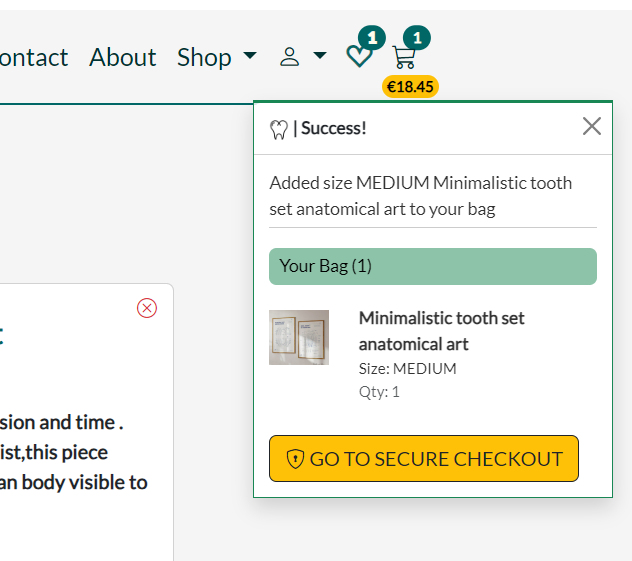 ontact About Shop 1 1
€18.45
| Success!
Added size MEDIUM Minimalistic tooth
set anatomical art to your bag
Your Bag (1)
Minimalistic tooth set
anatomical art
Size: MEDIUM
Qty: 1
GO TO SECURE CHECKOUT
sion and time .
ist,this piece
an body visible to